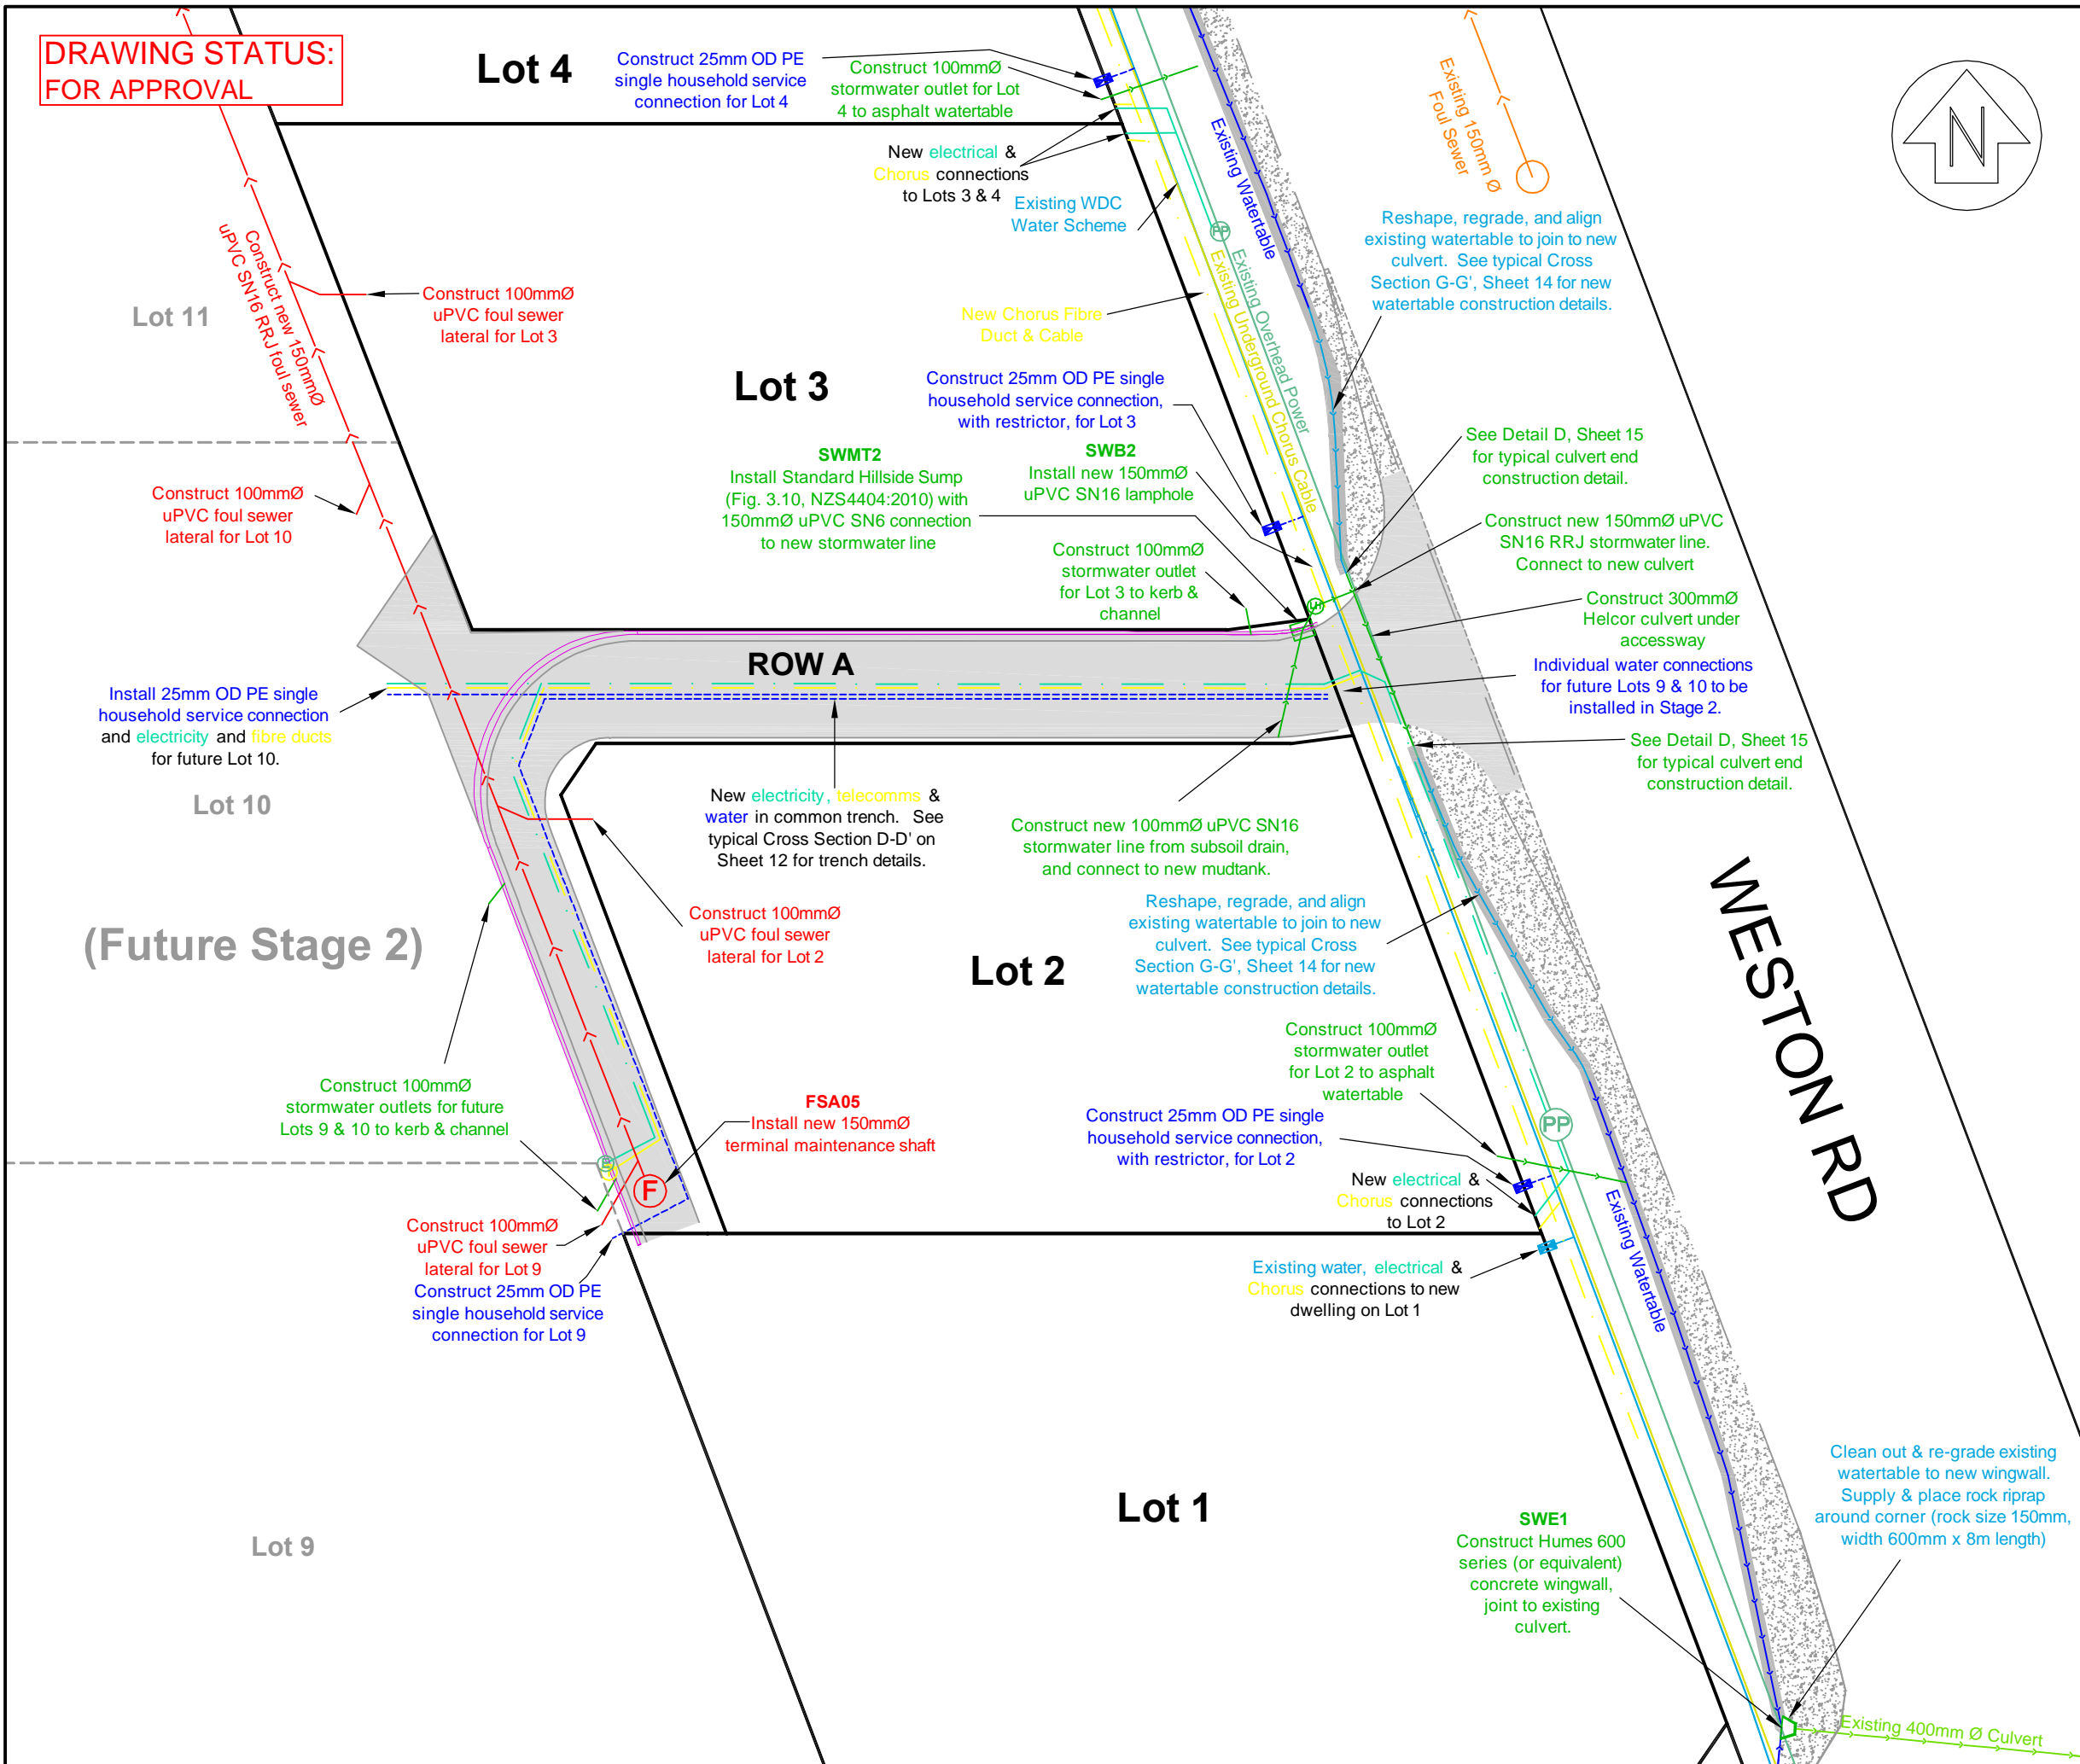 DRAWING STATUS:
FOR APPROVAL
Lot 4
Construct 25mm OD PE
single household service
connection for Lot 4
Construct 100mmØ
stormwater outlet for Lot
4 to asphalt watertable
New electrical &
Chorus connections
to Lots 3 & 4
Existing WDC
Water Scheme
Existing Watertable
Existing 150mm Ø
Foul Sewer
N
Reshape, regrade, and align
existing watertable to join to new
culvert. See typical Cross
Section G-G', Sheet 14 for new
watertable construction details.
PP
Existing Overhead Power
Existing Underground Chorus Cable
New Chorus Fibre
Duct & Cable
Construct new 150mmØ
uPVC SN16 RRJ foul sewer
Lot 11
Construct 100mmØ
uPVC foul sewer
lateral for Lot 3
Lot 3
Construct 25mm OD PE single
household service connection,
with restrictor, for Lot 3
SWMT2
Install Standard Hillside Sump
(Fig. 3.10, NZS4404:2010) with
150mmØ uPVC SN6 connection
to new stormwater line
SWB2
Install new 150mmØ
uPVC SN16 lamphole
Construct 100mmØ
stormwater outlet
for Lot 3 to kerb &
channel
See Detail D, Sheet 15
for typical culvert end
construction detail.
Construct new 150mmØ uPVC
SN16 RRJ stormwater line.
Connect to new culvert
Construct 300mmØ
Helcor culvert under
accessway
Individual water connections
for future Lots 9 & 10 to be
installed in Stage 2.
See Detail D, Sheet 15
for typical culvert end
construction detail.
Construct 100mmØ
uPVC foul sewer
lateral for Lot 10
ROW A
Install 25mm OD PE single
household service connection
and electricity and fibre ducts
for future Lot 10.
Lot 10
New electricity, telecomms &
water in common trench. See
typical Cross Section D-D' on
Sheet 12 for trench details.
Construct new 100mmØ uPVC SN16
stormwater line from subsoil drain,
and connect to new mudtank.
Construct 100mmØ
uPVC foul sewer
lateral for Lot 2
(Future Stage 2)
Lot 2
Reshape, regrade, and align
existing watertable to join to new
culvert. See typical Cross
Section G-G', Sheet 14 for new
watertable construction details.
WESTON RD
Construct 100mmØ
stormwater outlet
for Lot 2 to asphalt
watertable
Construct 100mmØ
stormwater outlets for future
Lots 9 & 10 to kerb & channel
FSA05
Install new 150mmØ
terminal maintenance shaft
Construct 25mm OD PE single
household service connection,
with restrictor, for Lot 2
PP
E
F
New electrical &
Chorus connections
to Lot 2
Existing Watertable
Construct 100mmØ
uPVC foul sewer
lateral for Lot 9
Construct 25mm OD PE
single household service
connection for Lot 9
Existing water, electrical &
Chorus connections to new
dwelling on Lot 1
Lot 1
Lot 9
SWE1
Construct Humes 600
series (or equivalent)
concrete wingwall,
joint to existing
culvert.
Clean out & re-grade existing
watertable to new wingwall.
Supply & place rock riprap
around corner (rock size 150mm,
width 600mm x 8m length)
Existing 400mm Ø Culvert